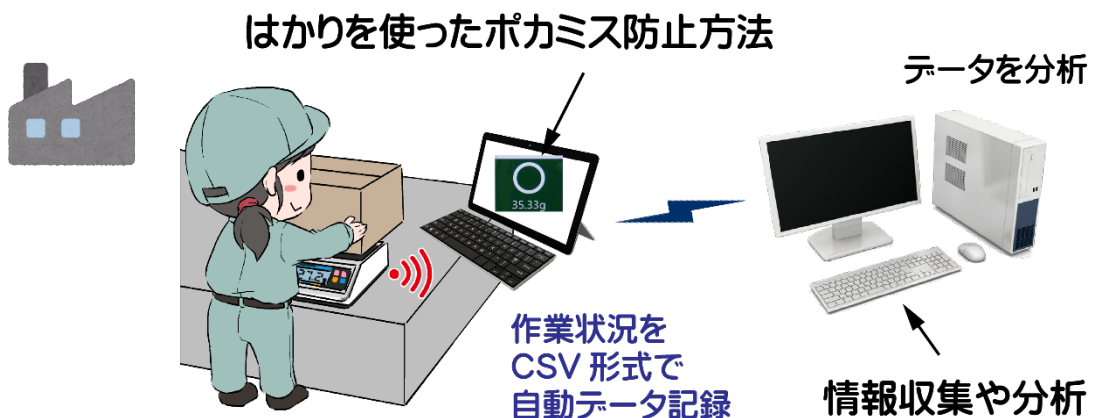 はかりを使ったポカミス防止方法
データを分析
35.33g
作業状況を
CSV 形式で
自動データ記録
情報収集や分析